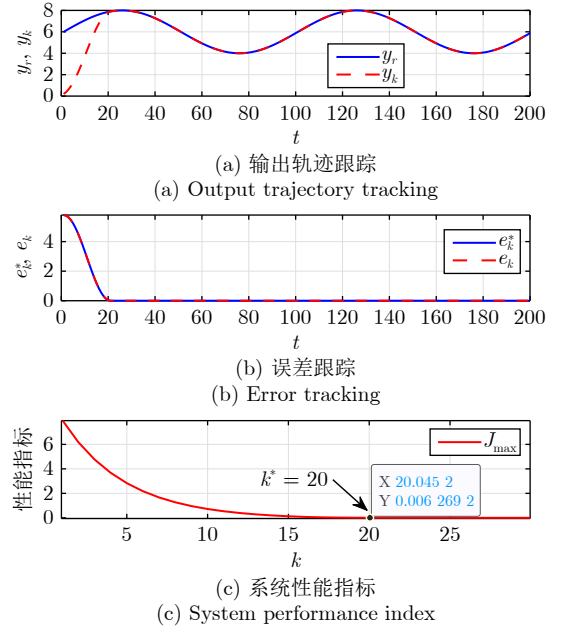 8
6
4
2
0
y_r, y_k
y_r
y_k
0 20 40 60 80 100 120 140 160 180 200
t
(a) 输出轨迹跟踪
(a) Output trajectory tracking
4
2
0
e_k^*, e_k
e_k^*
e_k
0 20 40 60 80 100 120 140 160 180 200
t
(b) 误差跟踪
(b) Error tracking
6
4
2
0
性能指标
J_max
k^* = 20
X 20.045 2
Y 0.006 269 2
5 10 15 20 25
k
(c) 系统性能指标
(c) System performance index